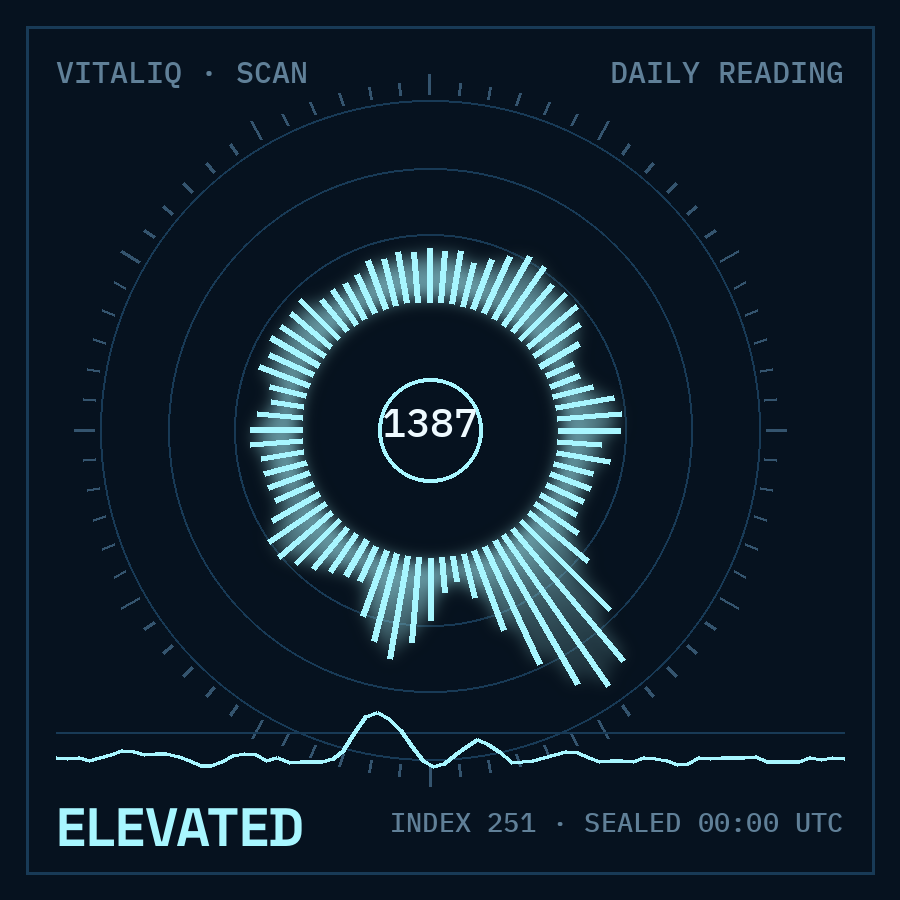 VITALIQ · SCAN
DAILY READING
1387
ELEVATED
INDEX 251 · SEALED 00:00 UTC